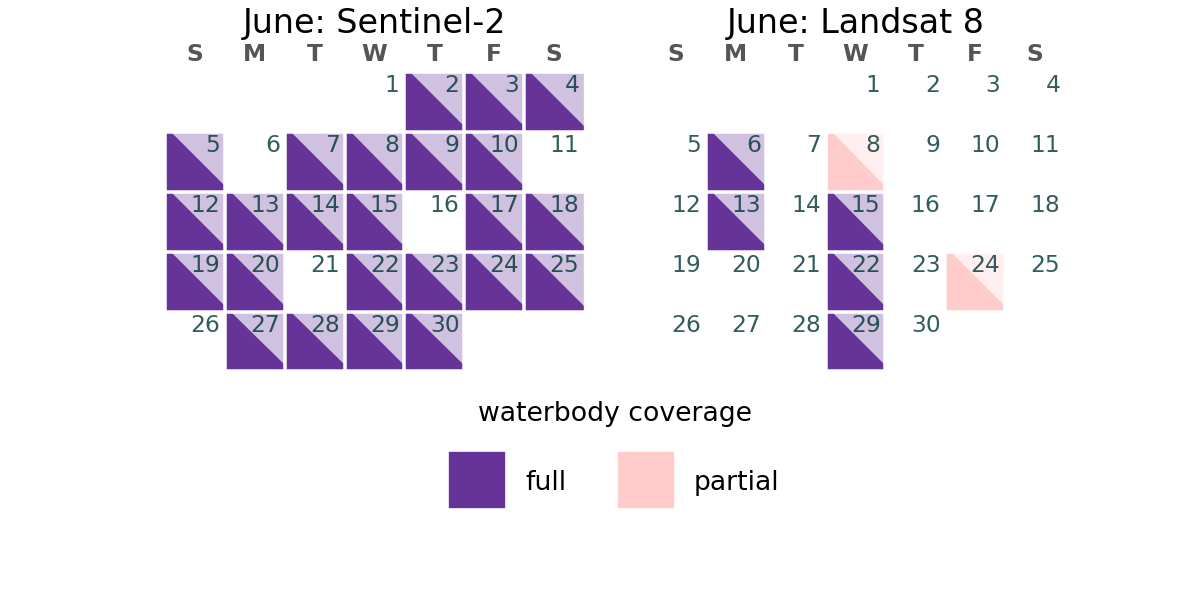 June: Sentinel-2
S M T W T F S
1 2 3 4
5 6 7 8 9 10 11
12 13 14 15 16 17 18
19 20 21 22 23 24 25
26 27 28 29 30
June: Landsat 8
S M T W T F S
1 2 3 4
5 6 7 8 9 10 11
12 13 14 15 16 17 18
19 20 21 22 23 24 25
26 27 28 29 30
waterbody coverage
full partial